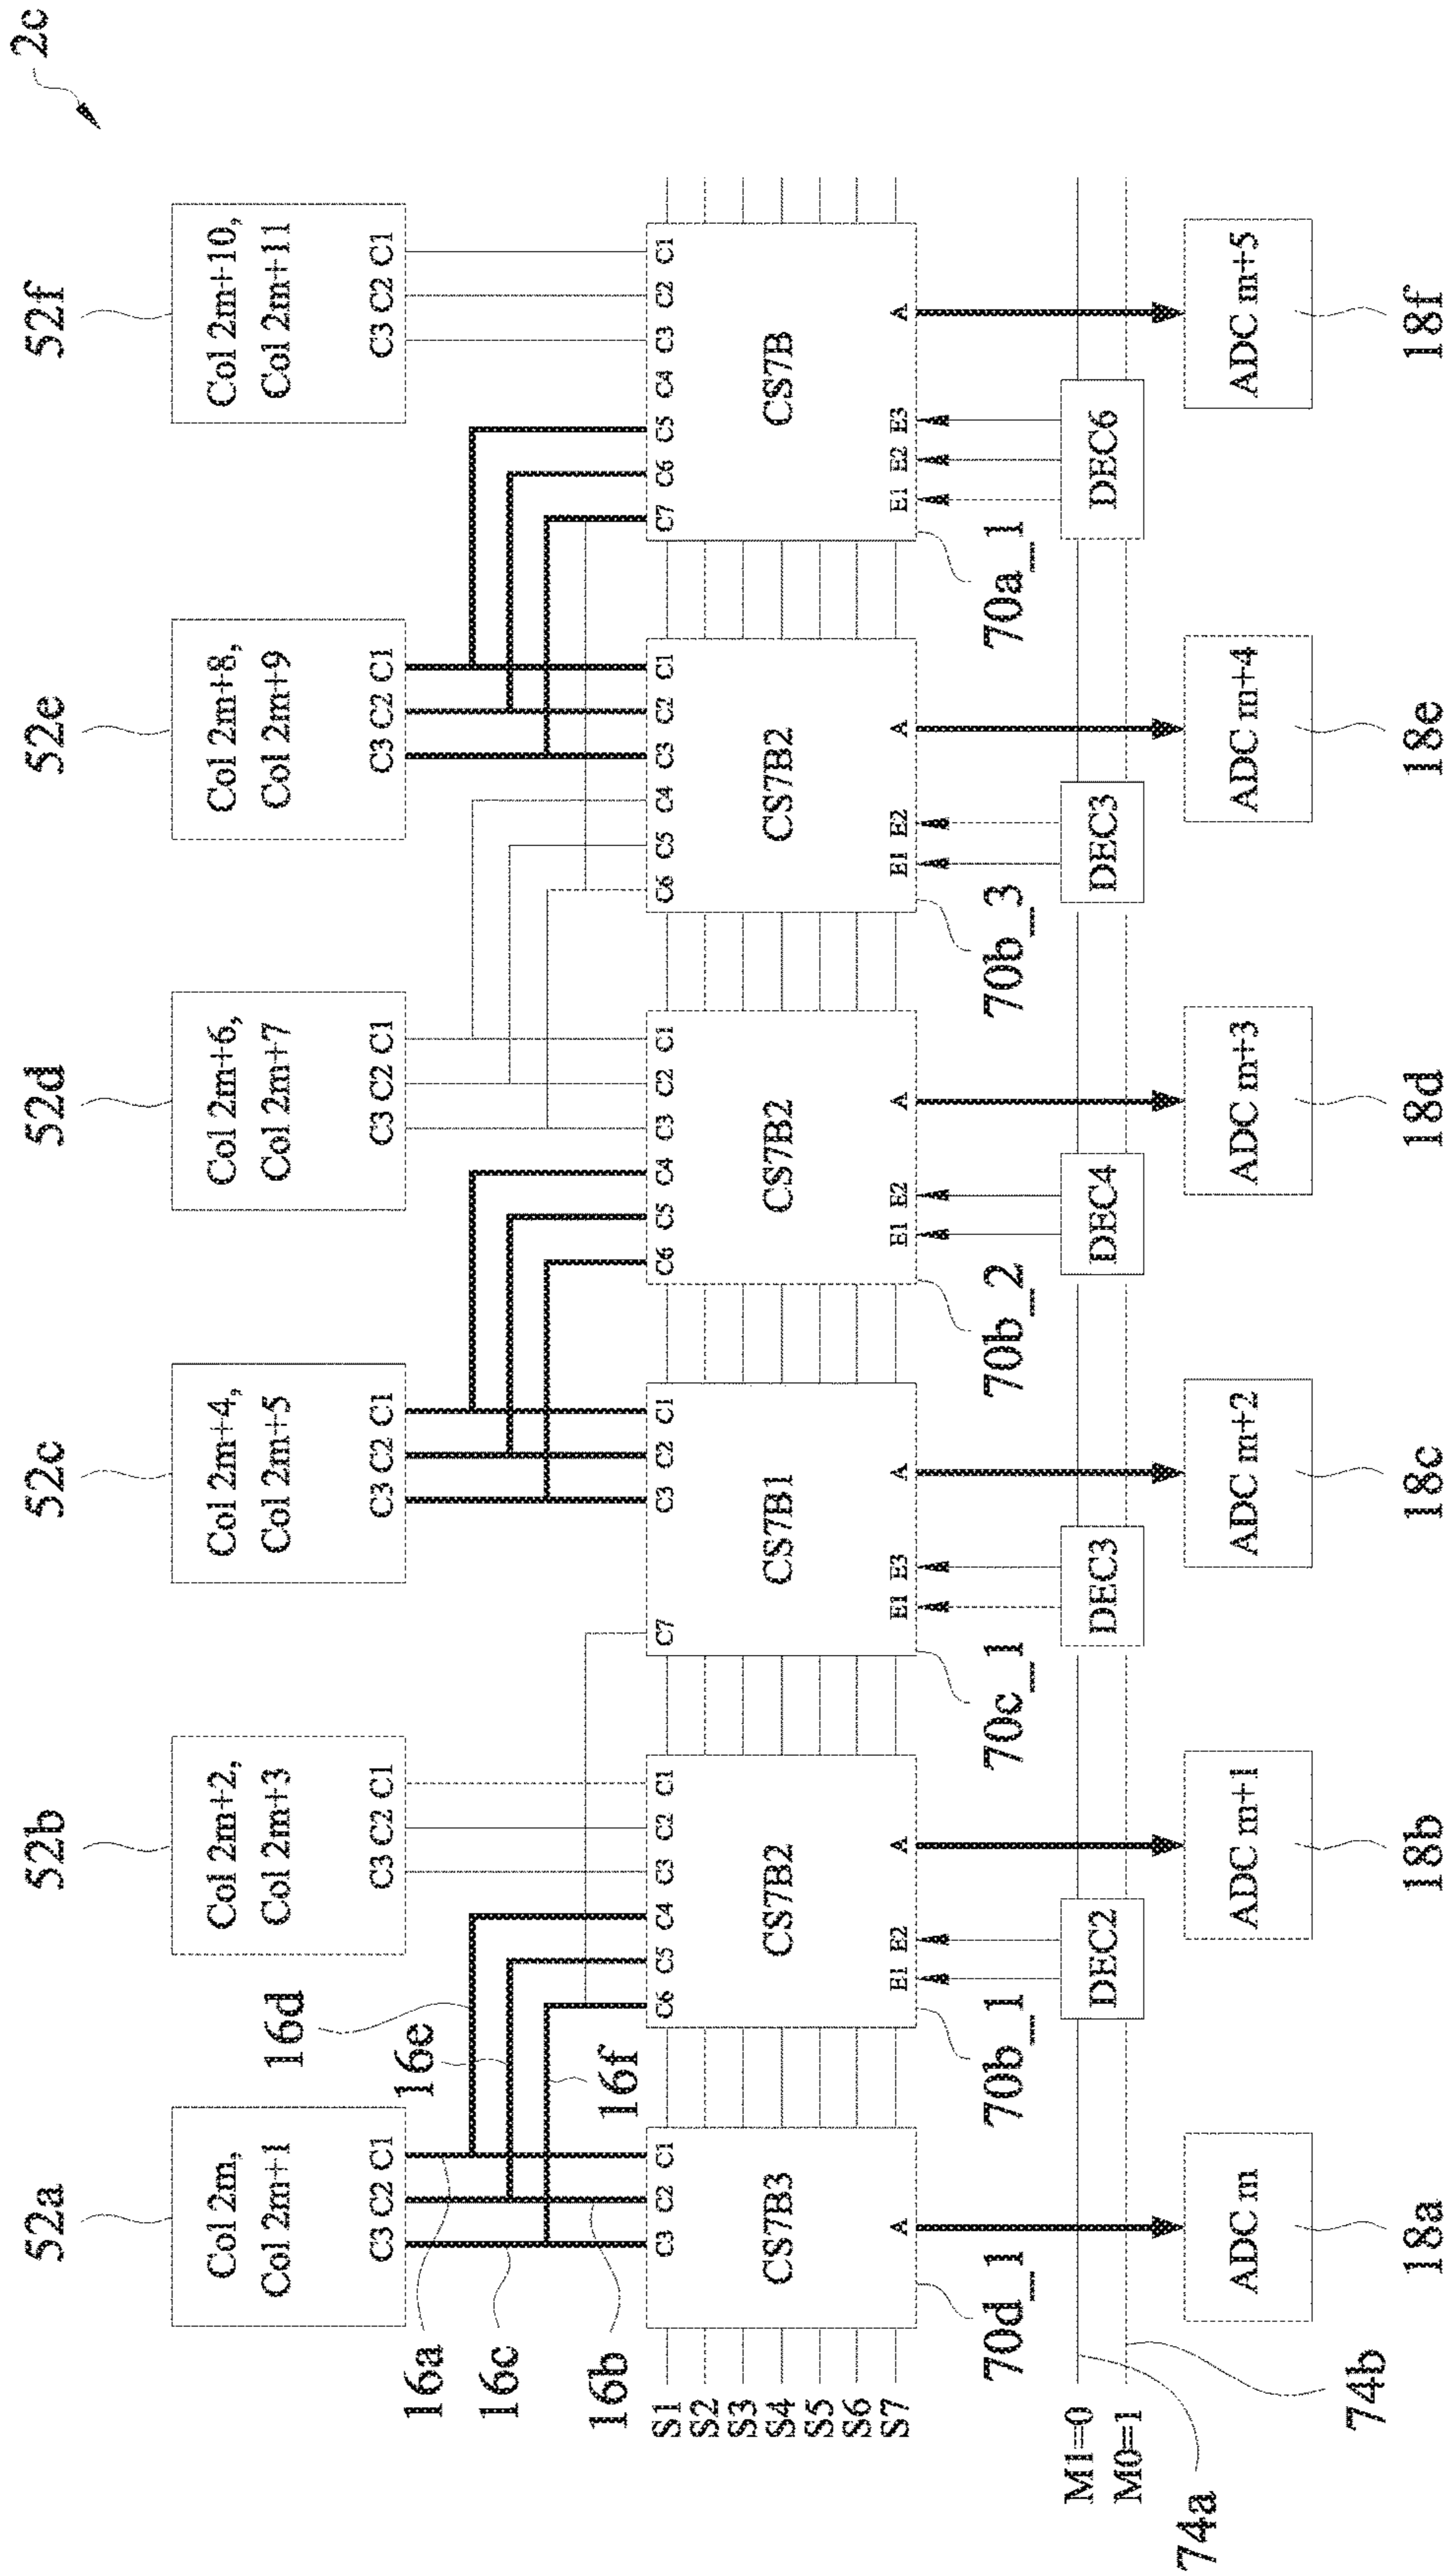 2c
52a
52b
52c
52d
52e
52f
Col 2m,
Col 2m+1
C3 C2 C1
Col 2m+2,
Col 2m+3
C3 C2 C1
Col 2m+4,
Col 2m+5
C3 C2 C1
Col 2m+6,
Col 2m+7
C3 C2 C1
Col 2m+8,
Col 2m+9
C3 C2 C1
Col 2m+10,
Col 2m+11
C3 C2 C1
16a
16c
16b
16d
16e
16f
S1
S2
S3
S4
S5
S6
S7
C3 C2 C1
CS7B3
A
C6 C5 C4 C3 C2 C1
CS7B2
E1 E2 A
C7 C3 C2 C1
CS7B1
E1 E3 A
C6 C5 C4 C3 C2 C1
CS7B2
E1 E2 A
C6 C5 C4 C3 C2 C1
CS7B2
E1 E2 A
C7 C6 C5 C4 C3 C2 C1
CS7B
E1 E2 E3 A
70d_1
70b_1
70c_1
70b_2
70b_3
70a_1
M1=0
M0=1
DEC2
DEC3
DEC4
DEC3
DEC6
74a
74b
ADC m
ADC m+1
ADC m+2
ADC m+3
ADC m+4
ADC m+5
18a
18b
18c
18d
18e
18f